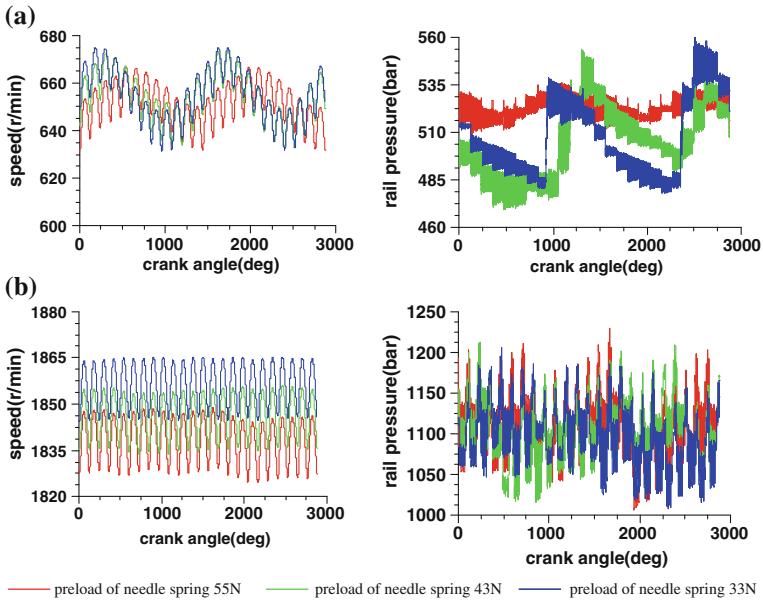 (a)
680
660
640
620
600
speed(r/min)
0
1000
2000
3000
crank angle(deg)
560
535
510
485
460
rail pressure(bar)
0
1000
2000
3000
crank angle(deg)
(b)
1880
1865
1850
1835
1820
speed(r/min)
0
1000
2000
3000
crank angle(deg)
1250
1200
1150
1100
1050
1000
rail pressure(bar)
0
1000
2000
3000
crank angle(deg)
preload of needle spring 55N
preload of needle spring 43N
preload of needle spring 33N